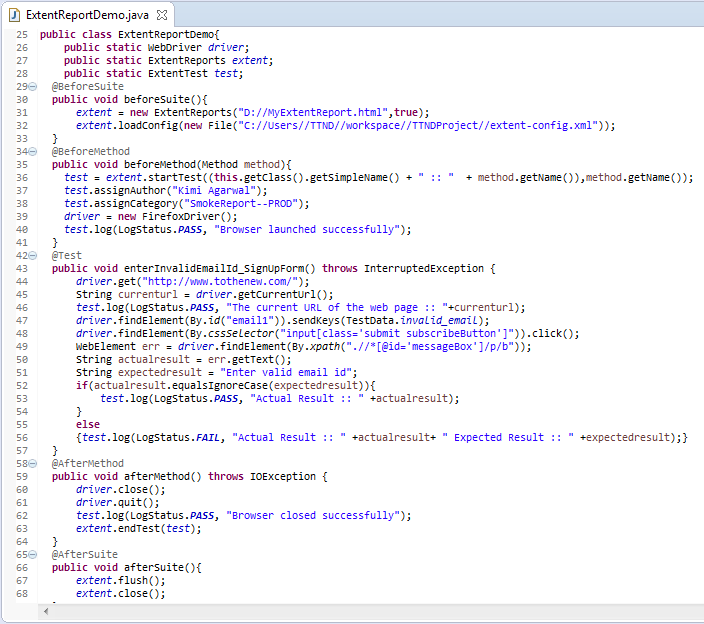 ExtentReportDemo.java
25 public class ExtentReportDemo{
26 public static WebDriver driver;
27 public static ExtentReports extent;
28 public static ExtentTest test;
29 @BeforeSuite
30 public void beforeSuite(){
31 extent = new ExtentReports("D://MyExtentReport.html",true);
32 extent.loadConfig(new File("C://Users//TTND//workspace//TTNDProject//extent-config.xml"));
33 }
34 @BeforeMethod
35 public void beforeMethod(Method method){
36 test = extent.startTest((this.getClass().getSimpleName() + " :: " + method.getName()),method.getName());
37 test.assignAuthor("Kimi Agarwal");
38 test.assignCategory("SmokeReport--PROD");
39 driver = new FirefoxDriver();
40 test.log(LogStatus.PASS, "Browser launched successfully");
41 }
42 @Test
43 public void enterInvalidEmailId_SignUpForm() throws InterruptedException {
44 driver.get("http://www.tothenew.com/");
45 String currenturl = driver.getCurrentUrl();
46 test.log(LogStatus.PASS, "The current URL of the web page :: "+currenturl);
47 driver.findElement(By.id("email1")).sendKeys(TestData.invalid_email);
48 driver.findElement(By.cssSelector("input[class='submit subscribeButton']")).click();
49 WebElement err = driver.findElement(By.xpath(".//*[@id='messageBox']/p/b"));
50 String actualresult = err.getText();
51 String expectedresult = "Enter valid email id";
52 if(actualresult.equalsIgnoreCase(expectedresult)){
53 test.log(LogStatus.PASS, "Actual Result :: " +actualresult);
54 }
55 else
56 {test.log(LogStatus.FAIL, "Actual Result :: " +actualresult+ " Expected Result :: " +expectedresult);}
57 }
58 @AfterMethod
59 public void afterMethod() throws IOException {
60 driver.close();
61 driver.quit();
62 test.log(LogStatus.PASS, "Browser closed successfully");
63 extent.endTest(test);
64 }
65 @AfterSuite
66 public void afterSuite(){
67 extent.flush();
68 extent.close();